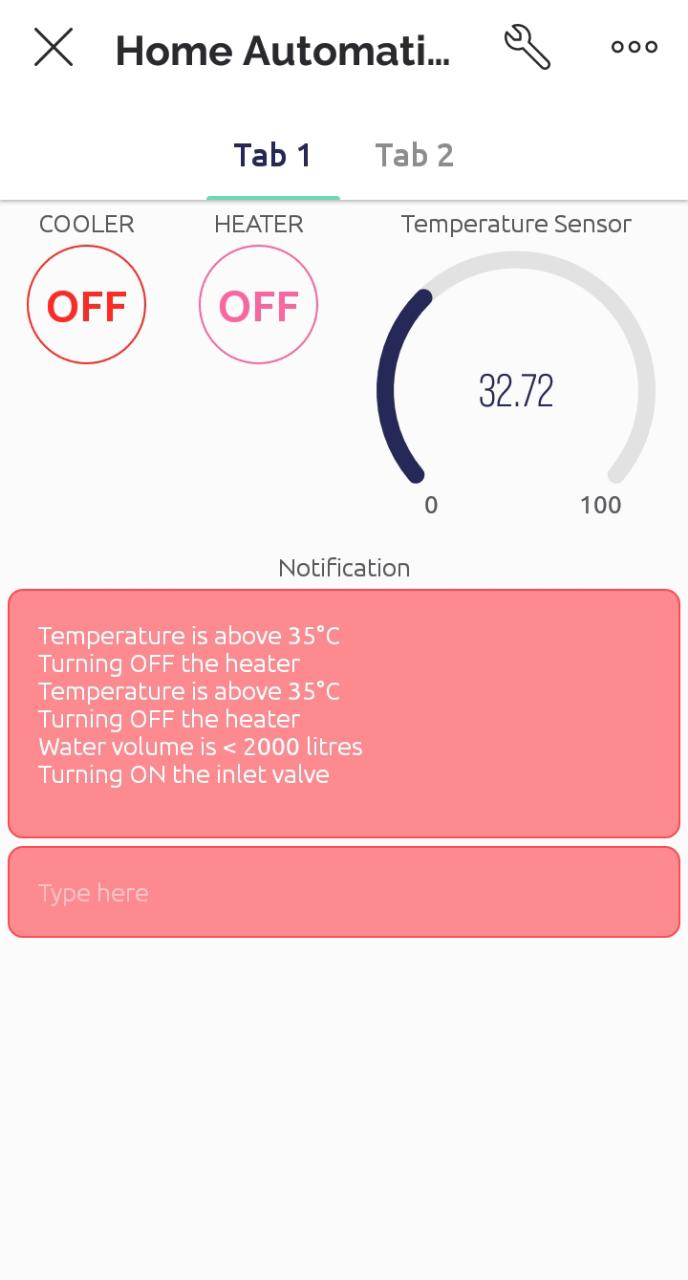 Home Automati...
Tab 1 Tab 2
COOLER HEATER Temperature Sensor
OFF OFF
32.72
0 100
Notification
Temperature is above 35°C
Turning OFF the heater
Temperature is above 35°C
Turning OFF the heater
Water volume is < 2000 litres
Turning ON the inlet valve
Type here